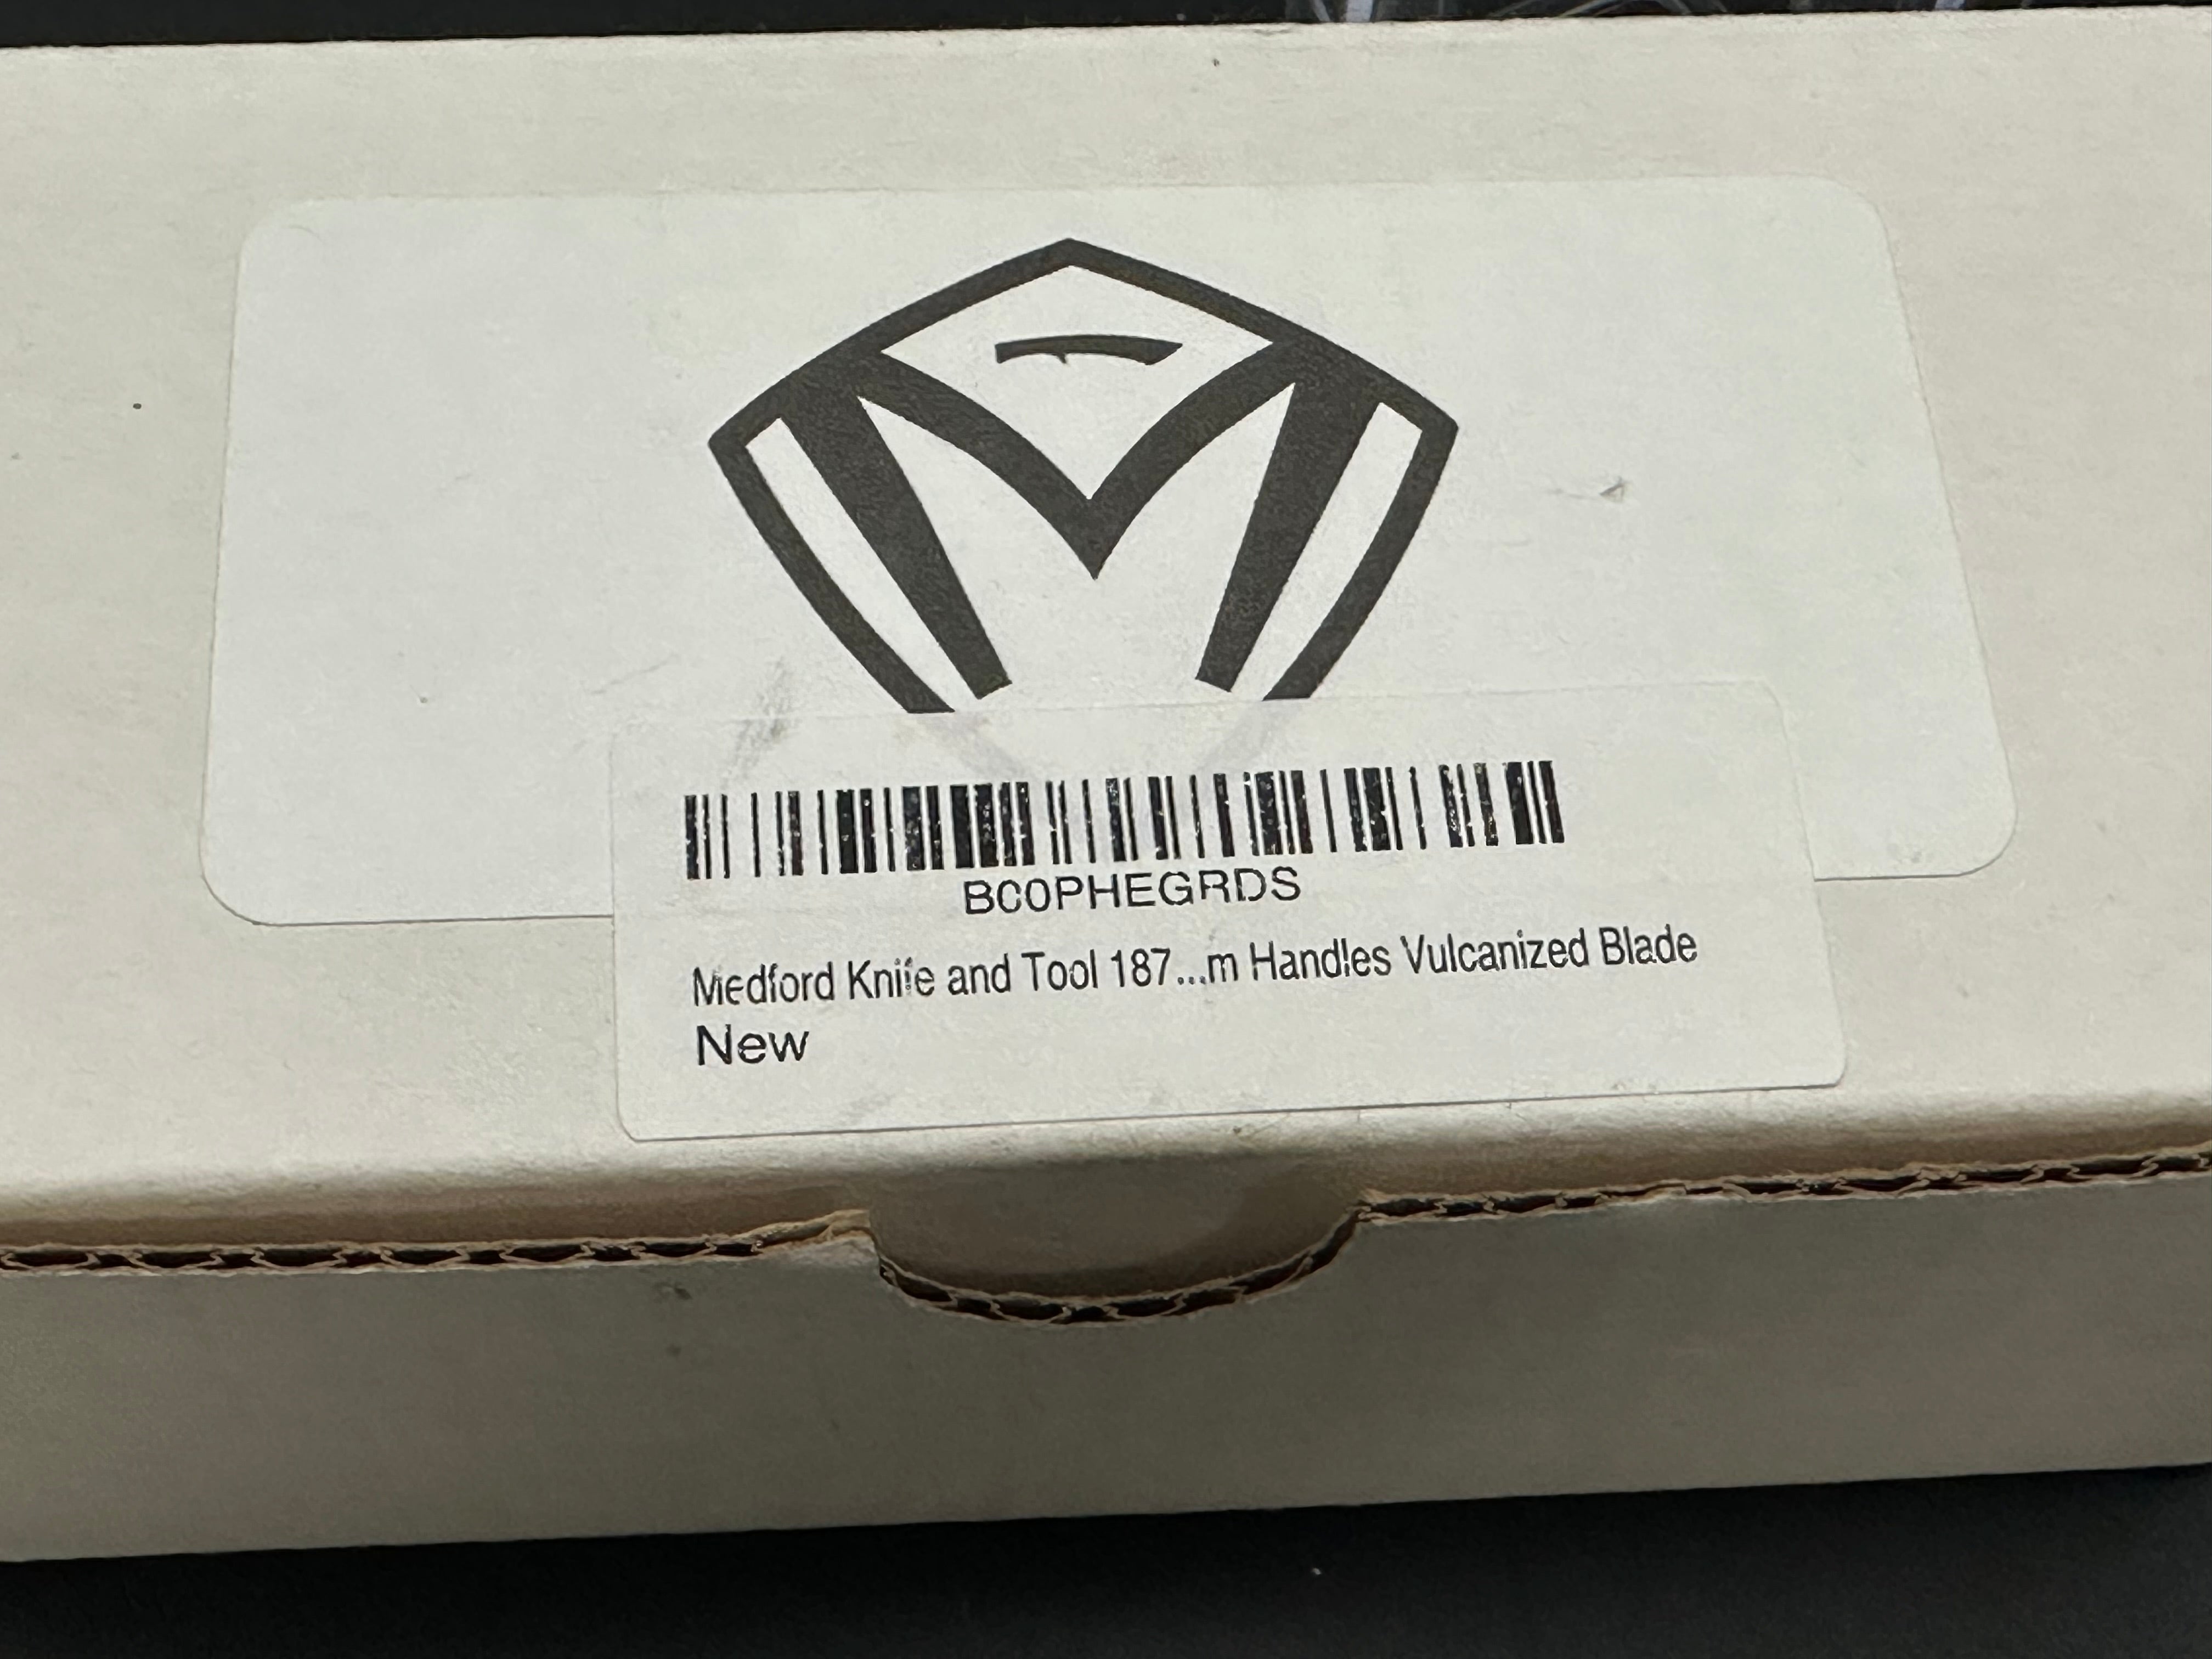 BC0PHEGRDS
Medford Knife and Tool 187...m Handles Vulcanized Blade
New